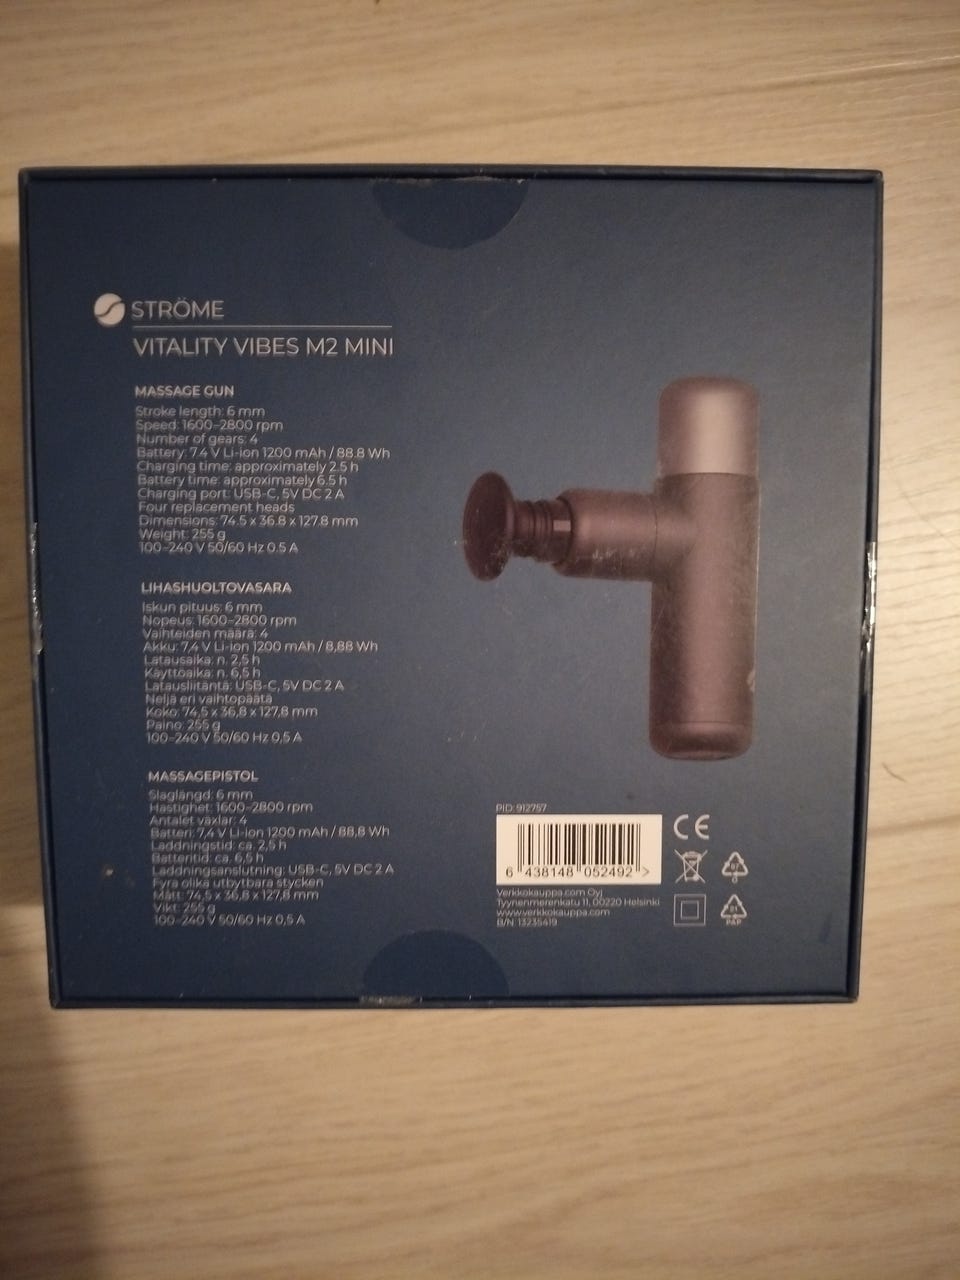 STRÖME
VITALITY VIBES M2 MINI
MASSAGE GUN
Stroke length: 6 mm
Speed: 1600-2800 rpm
Number of gears: 4
Battery: 7.4 V Li-ion 1200 mAh / 88.8 Wh
Charging time: approximately 2.5 h
Battery time: approximately 6.5 h
Charging port: USB-C, 5V DC 2 A
Four replacement heads
Dimensions: 74.5 x 36.8 x 127.8 mm
Weight: 255 g
100-240 V 50/60 Hz 0.5 A
LIHASHUOLTOVASARA
Iskun pituus: 6 mm
Nopeus: 1600-2800 rpm
Vaihteiden määrä: 4
Akku: 7,4 V Li-ion 1200 mAh / 8,88 Wh
Latausaika: n. 2,5 h
Käyttöaika: n. 6,5 h
Latausliitäntä: USB-C, 5V DC 2 A
Neljä eri vaihtopäätä
Koko: 74,5 x 36,8 x 127,8 mm
Paino: 255 g
100-240 V 50/60 Hz 0,5 A
MASSAGEPISTOL
Slaglängd: 6 mm
Hastighet: 1600-2800 rpm
Antalet växlar: 4
Batteri: 7,4 V Li-ion 1200 mAh / 88,8 Wh
Laddningstid: ca. 2,5 h
Batteritid: ca. 6,5 h
Laddningsanslutning: USB-C, 5V DC 2 A
Fyra olika utbytbara stycken
Mått: 74,5 x 36,8 x 127,8 mm
Vikt: 255 g
100-240 V 50/60 Hz 0,5 A
PID: 912757
6 438148 052492 >
Verkkokauppa.com Oyj
Tyynenmerenkatu 11, 00220 Helsinki
www.verkkokauppa.com
B/N: 13235419
CE
PAP